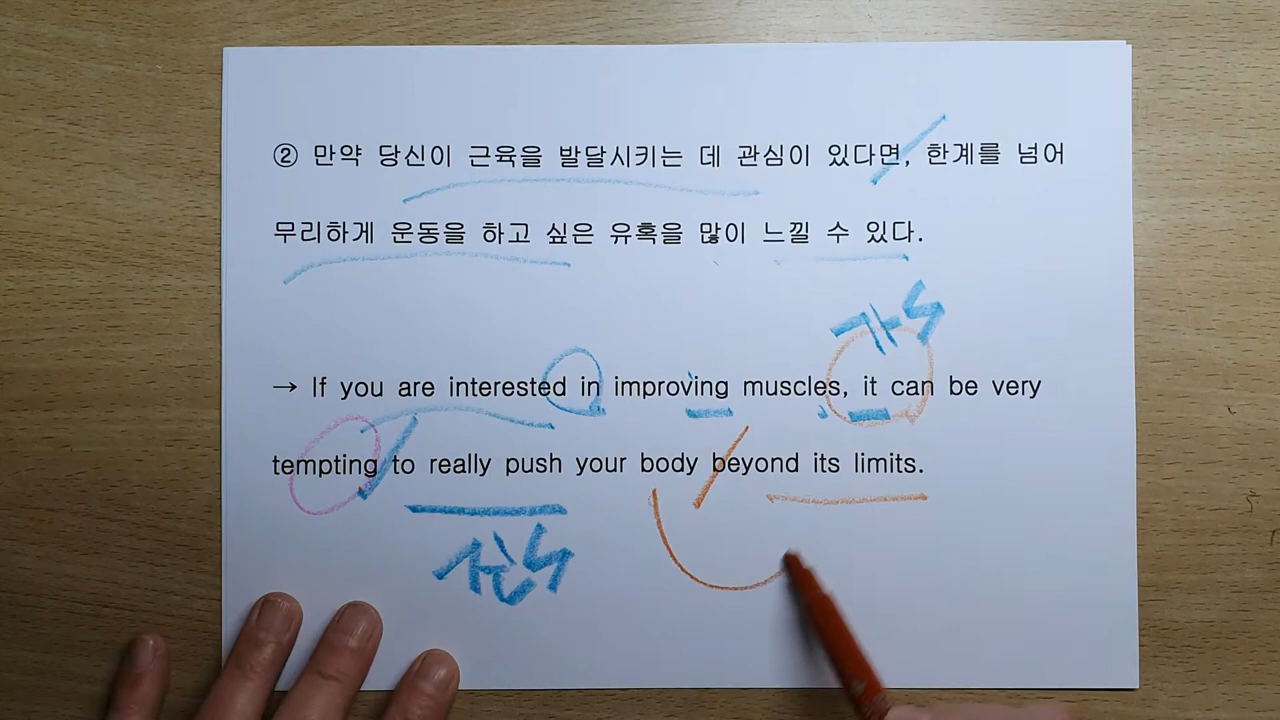 ② 만약 당신이 근육을 발달시키는 데 관심이 있다면, 한계를 넘어
무리하게 운동을 하고 싶은 유혹을 많이 느낄 수 있다.
가S
→ If you are interested in improving muscles, it can be very
tempting to really push your body beyond its limits.
진S